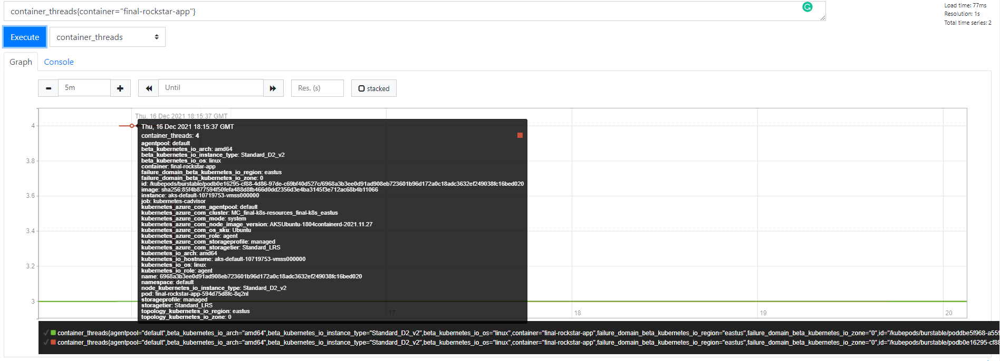 container_threads{container="final-rockstar-app"}
Load time: 77ms
Resolution: 1s
Total time series: 2
Execute
container_threads
Graph
Console
5m
Until
Res. (s)
stacked
Thu, 16 Dec 2021 18:15:37 GMT
4
3.8
3.6
3.4
3.2
3
Thu, 16 Dec 2021 18:15:37 GMT
container_threads: 4
agentpool: default
beta_kubernetes_io_arch: amd64
beta_kubernetes_io_instance_type: Standard_D2_v2
beta_kubernetes_io_os: linux
container: final-rockstar-app
failure_domain_beta_kubernetes_io_region: eastus
failure_domain_beta_kubernetes_io_zone: 0
id: /kubepods/burstable/podb0e16295-cf88-4d86-97de-c69bf40d527c/6968a3b3ee0d91ad908eb723601b96d172a0c18adc3632ef249038fc16bed020
image: sha256:85f4b877594f50fefa488d8fb466d0dd2356d3e4ba3145f3e712ac68b4b11066
instance: aks-default-10719753-vmss000000
job: kubernetes-cadvisor
kubernetes_azure_com_agentpool: default
kubernetes_azure_com_cluster: MC_final-k8s-resources_final-k8s_eastus
kubernetes_azure_com_mode: system
kubernetes_azure_com_node_image_version: AKSUbuntu-1804containerd-2021.11.27
kubernetes_azure_com_os_sku: Ubuntu
kubernetes_azure_com_role: agent
kubernetes_azure_com_storageprofile: managed
kubernetes_azure_com_storagetier: Standard_LRS
kubernetes_io_arch: amd64
kubernetes_io_hostname: aks-default-10719753-vmss000000
kubernetes_io_os: linux
kubernetes_io_role: agent
name: 6968a3b3ee0d91ad908eb723601b96d172a0c18adc3632ef249038fc16bed020
namespace: default
node_kubernetes_io_instance_type: Standard_D2_v2
pod: final-rockstar-app-594d75d8fc-8q2nl
storageprofile: managed
storagetier: Standard_LRS
topology_kubernetes_io_region: eastus
topology_kubernetes_io_zone: 0
17
18
19
20
container_threads{agentpool="default",beta_kubernetes_io_arch="amd64",beta_kubernetes_io_instance_type="Standard_D2_v2",beta_kubernetes_io_os="linux",container="final-rockstar-app",failure_domain_beta_kubernetes_io_region="eastus",failure_domain_beta_kubernetes_io_zone="0",id="/kubepods/burstable/poddbe5f968-a559
container_threads{agentpool="default",beta_kubernetes_io_arch="amd64",beta_kubernetes_io_instance_type="Standard_D2_v2",beta_kubernetes_io_os="linux",container="final-rockstar-app",failure_domain_beta_kubernetes_io_region="eastus",failure_domain_beta_kubernetes_io_zone="0",id="/kubepods/burstable/podb0e16295-cf88